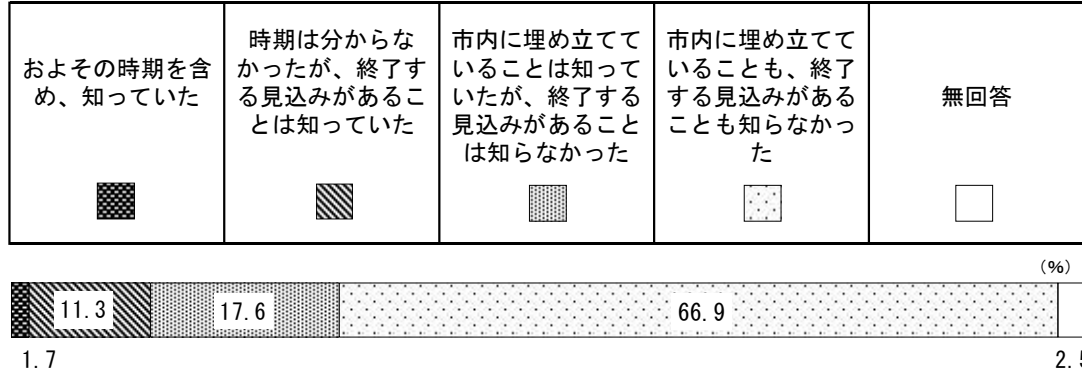 およその時期を含
め、知っていた
時期は分からな
かったが、終了す
る見込みがあるこ
とは知っていた
市内に埋め立てて
いることは知って
いたが、終了する
見込みがあること
は知らなかった
市内に埋め立てて
いることも、終了
する見込みがある
ことも知らなかっ
た
無回答
(%)
11.3
17.6
66.9
1.7
2.5